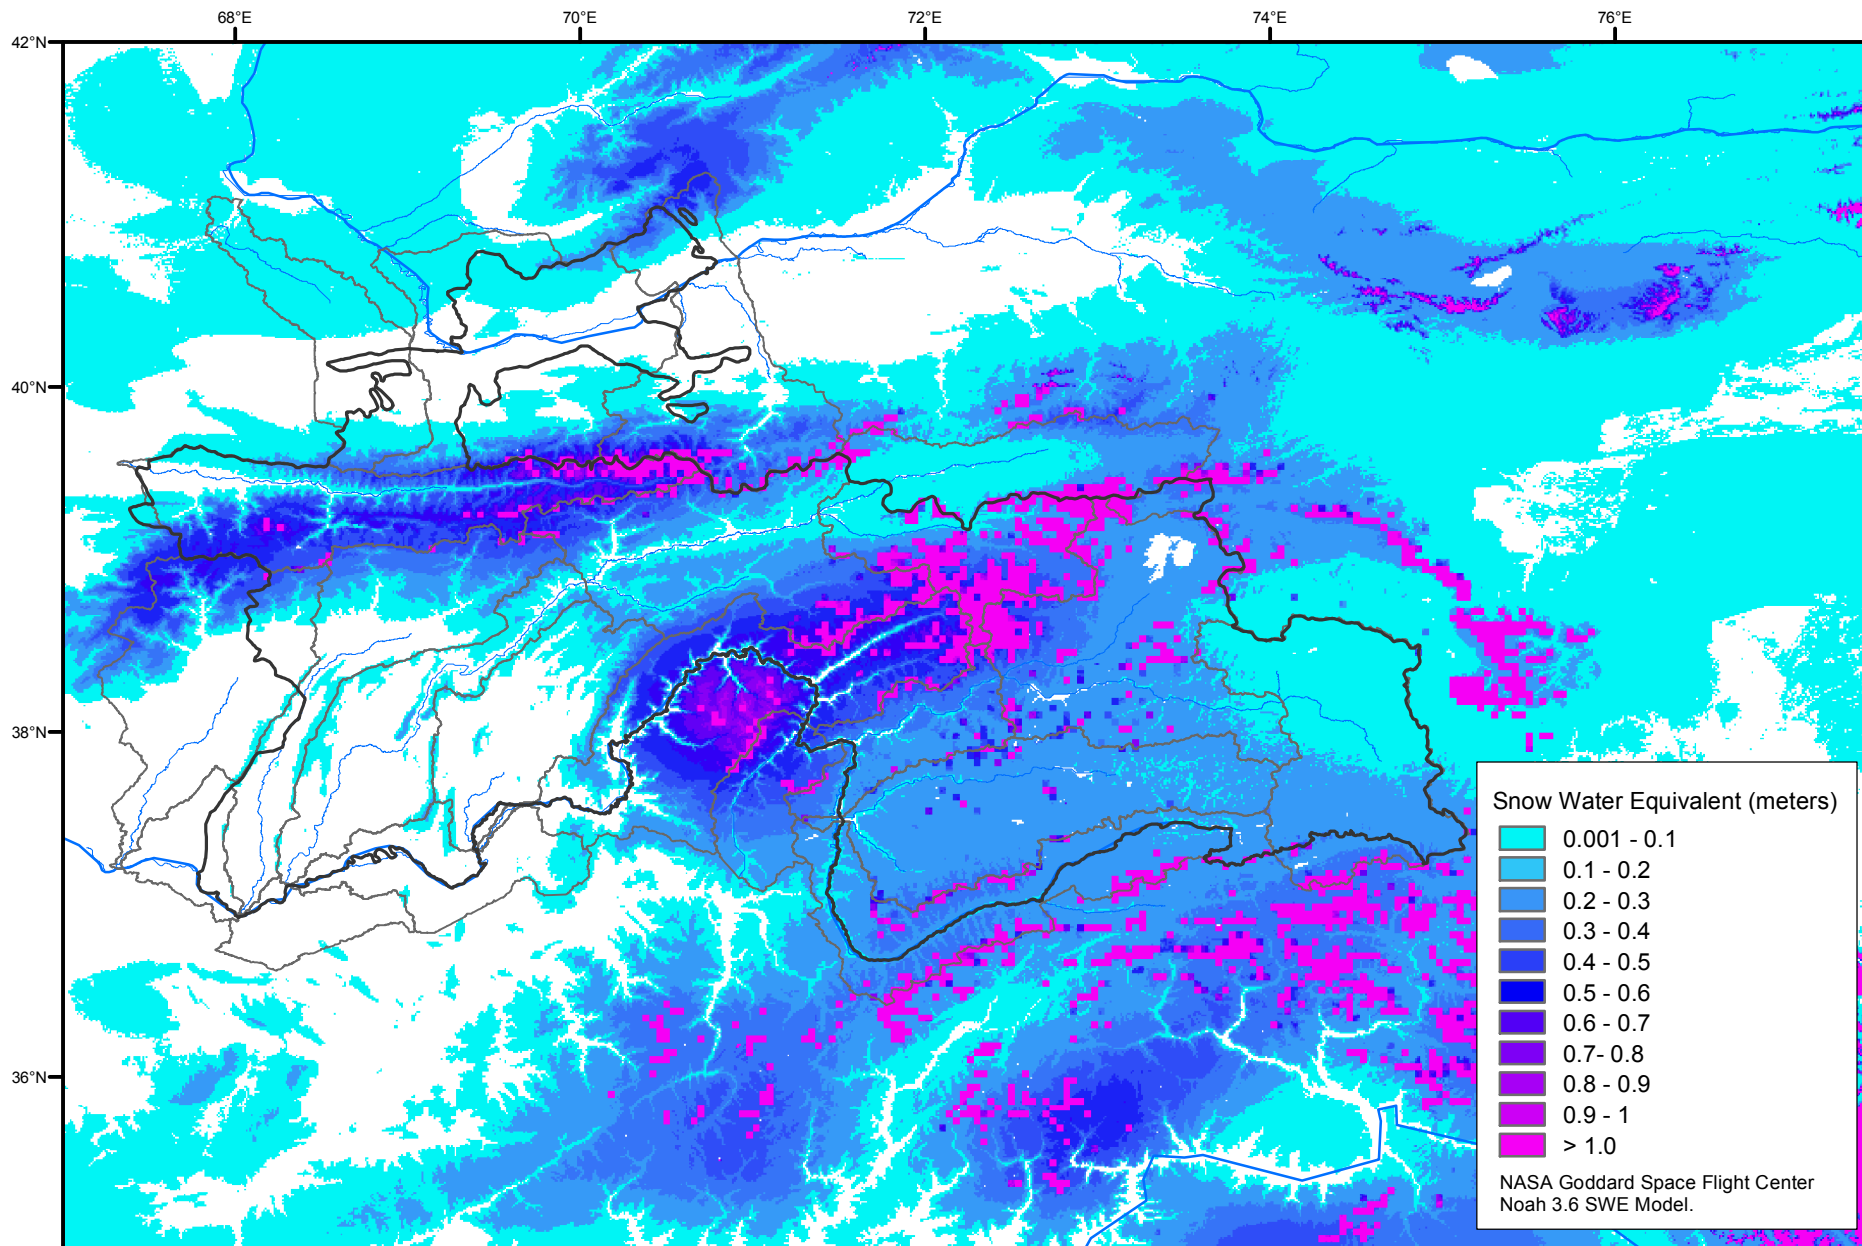 68°E
70°E
72°E
74°E
76°E
42°N
40°N
38°N
36°N
Snow Water Equivalent (meters)
0.001 - 0.1
0.1 - 0.2
0.2 - 0.3
0.3 - 0.4
0.4 - 0.5
0.5 - 0.6
0.6 - 0.7
0.7- 0.8
0.8 - 0.9
0.9 - 1
> 1.0
NASA Goddard Space Flight Center
Noah 3.6 SWE Model.